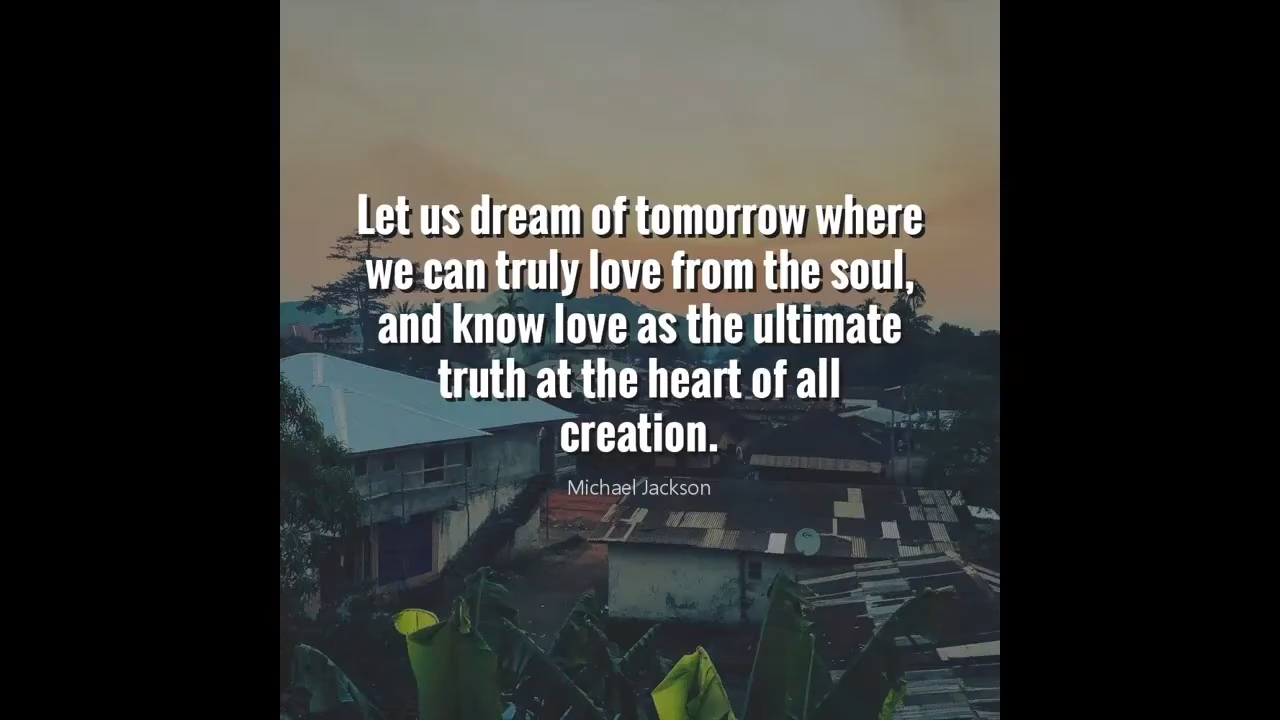 Let us dream of tomorrow where
we can truly love from the soul,
and know love as the ultimate
truth at the heart of all
creation.
Michael Jackson